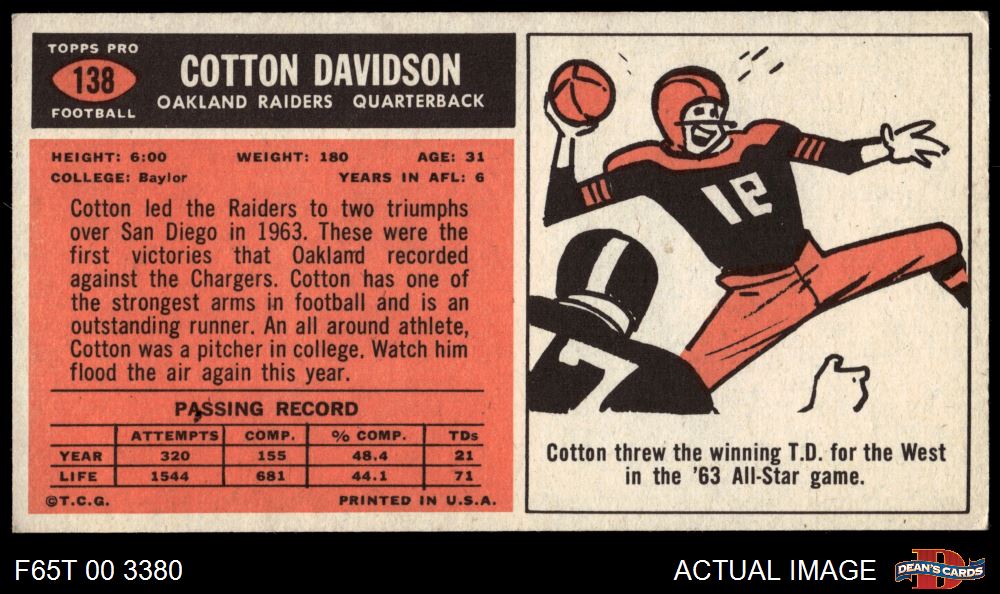 TOPPS PRO
138
FOOTBALL
COTTON DAVIDSON
OAKLAND RAIDERS QUARTERBACK
HEIGHT: 6:00 WEIGHT: 180 AGE: 31
COLLEGE: Baylor YEARS IN AFL: 6
Cotton led the Raiders to two triumphs
over San Diego in 1963. These were the
first victories that Oakland recorded
against the Chargers. Cotton has one of
the strongest arms in football and is an
outstanding runner. An all around athlete,
Cotton was a pitcher in college. Watch him
flood the air again this year.
PASSING RECORD
ATTEMPTS COMP. % COMP. TDs
YEAR 320 155 48.4 21
LIFE 1544 681 44.1 71
©T.C.G. PRINTED IN U.S.A.
12
Cotton threw the winning T.D. for the West
in the '63 All-Star game.
F65T 00 3380
ACTUAL IMAGE
D
DEAN'S CARDS